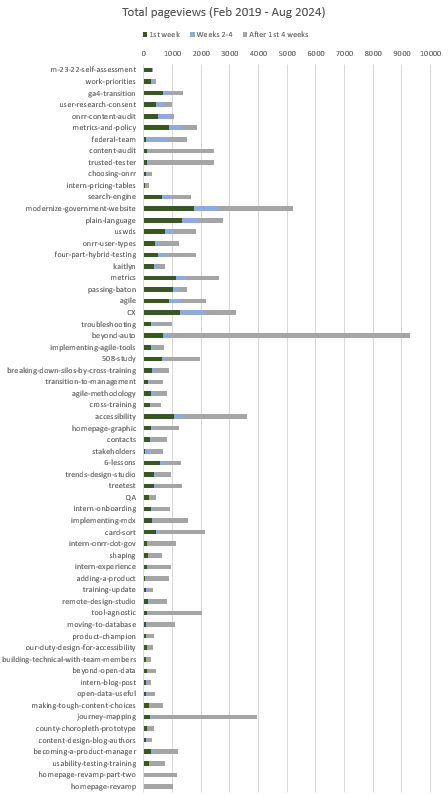 Total pageviews (Feb 2019 - Aug 2024)
1st week Weeks 2-4 After 1st 4 weeks
0 1000 2000 3000 4000 5000 6000 7000 8000 9000 10000
m-23-22-self-assessment
work-priorities
ga4-transition
user-research-consent
onrr-content-audit
metrics-and-policy
federal-team
content-audit
trusted-tester
choosing-onrr
intern-pricing-tables
search-engine
modernize-government-website
plain-language
uswds
onrr-user-types
four-part-hybrid-testing
kaitlyn
metrics
passing-baton
agile
CX
troubleshooting
beyond-auto
implementing-agile-tools
508-study
breaking-down-silos-by-cross-training
transition-to-management
agile-methodology
cross-training
accessibility
homepage-graphic
contacts
stakeholders
6-lessons
trends-design-studio
treetest
QA
intern-onboarding
implementing-mdx
card-sort
intern-onrr-dot-gov
shaping
intern-experience
adding-a-product
training-update
remote-design-studio
tool-agnostic
moving-to-database
product-champion
our-duty-design-for-accessibility
building-technical-with-team-members
beyond-open-data
intern-blog-post
open-data-useful
making-tough-content-choices
journey-mapping
county-choropleth-prototype
content-design-blog-authors
becoming-a-product-manager
usability-testing-training
homepage-revamp-part-two
homepage-revamp